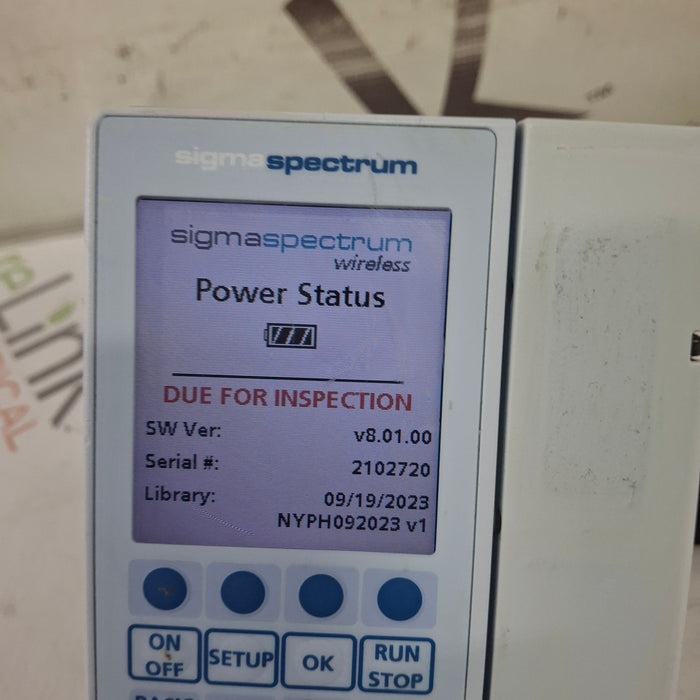 sigmaspectrum
sigmaspectrum
wireless
Power Status
DUE FOR INSPECTION
SW Ver: v8.01.00
Serial #: 2102720
Library: 09/19/2023
NYPH092023 v1
ON OFF
SETUP
OK
RUN STOP